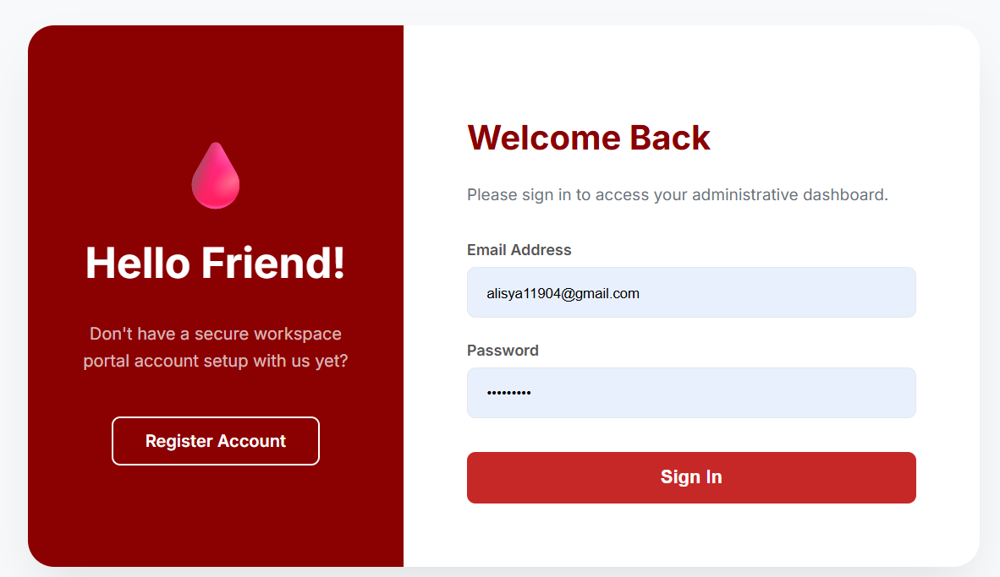 Hello Friend!
Don't have a secure workspace
portal account setup with us yet?
Register Account
Welcome Back
Please sign in to access your administrative dashboard.
Email Address
alisya11904@gmail.com
Password
•••••••••
Sign In